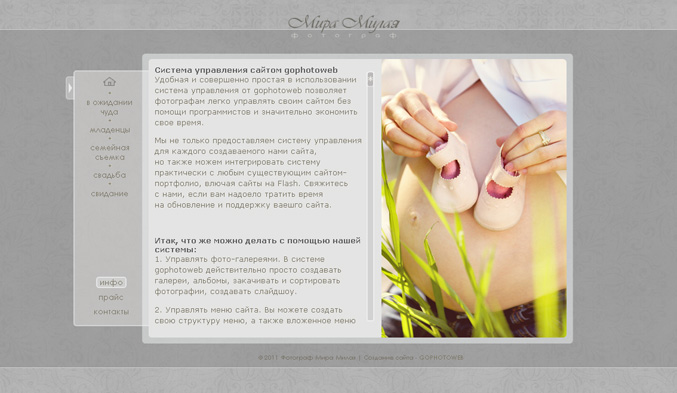 Мира Милая
фотограф
в ожидании
чуда
младенцы
семейная
съемка
свадьба
свидание
инфо
прайс
контакты
Система управления сайтом gophotoweb
Удобная и совершенно простая в использовании
система управления от gophotoweb позволяет
фотографам легко управлять своим сайтом без
помощи программистов и значительно экономить
свое время.
Мы не только предоставляем систему управления
для каждого создаваемого нами сайта,
но также можем интегрировать систему
практически с любым существующим сайтом-
портфолио, влючая сайты на Flash. Свяжитесь
с нами, если вам надоело тратить время
на обновление и поддержку ваешго сайта.
Итак, что же можно делать с помощью нашей
системы:
1. Управлять фото-галереями. В системе
gophotoweb действительно просто создавать
галереи, альбомы, закачивать и сортировать
фотографии, создавать слайдшоу.
2. Управлять меню сайта. Вы можете создать
свою структуру меню, а также вложенное меню
© 2011 Фотограф Мира Милая | Создание сайта - GOPHOTOWEB